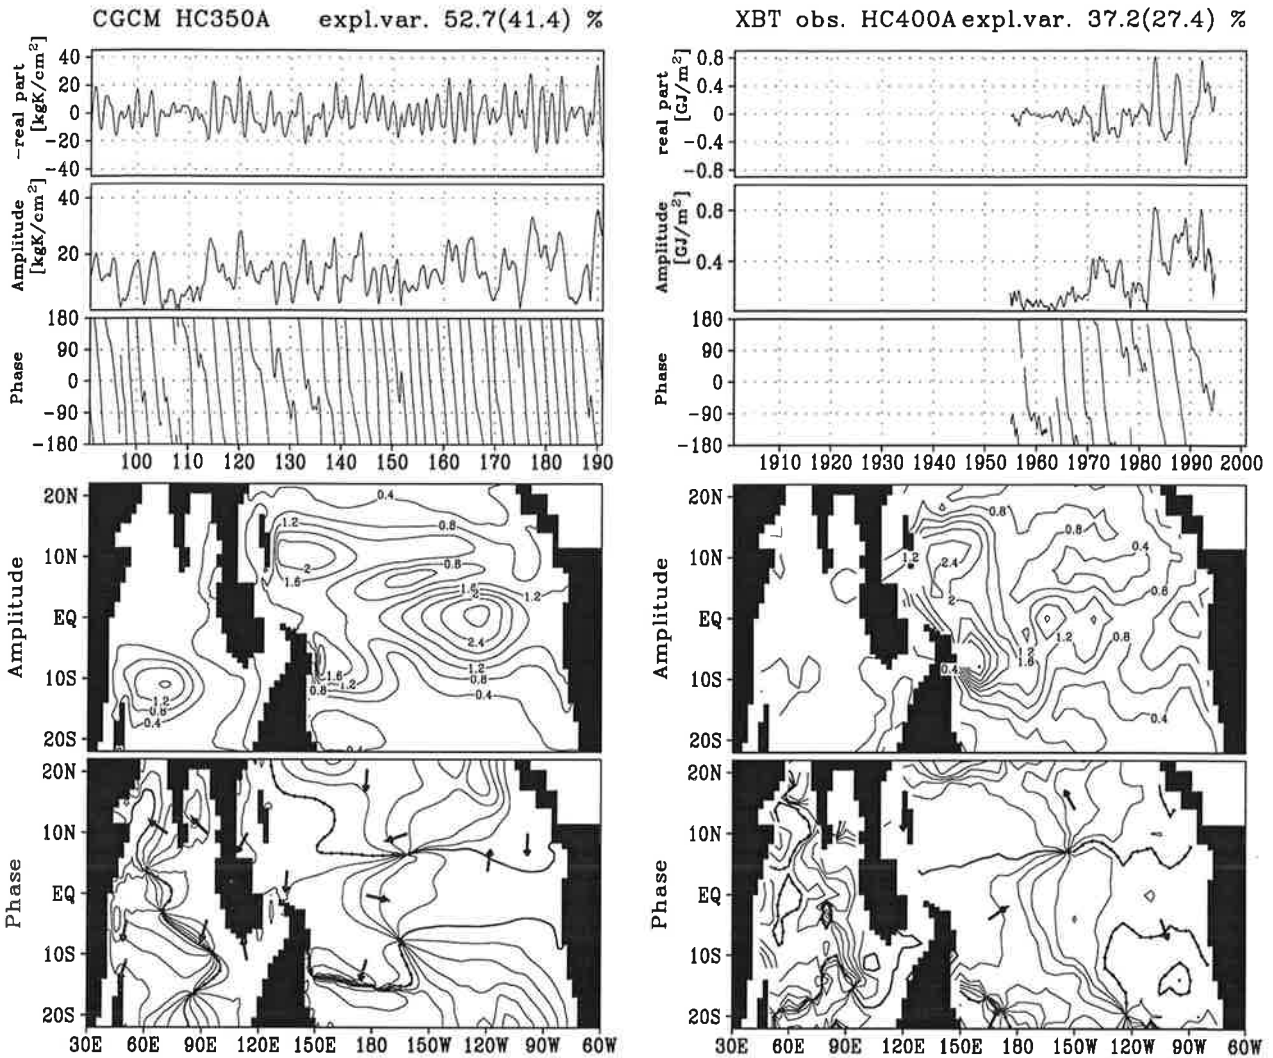 CGCM HC350A expl.var. 52.7(41.4) %
-real part
[kgK/cm²]
40
20
0
-20
-40
Amplitude
[kgK/cm²]
40
20
Phase
180
90
0
-90
-180
100 110 120 130 140 150 160 170 180 190
Amplitude
20N
10N
EQ
10S
20S
0.4
1.2
0.8
2
1.6
0.8
1.6
2
1.2
2.4
1.6
1.2
0.8
1.2
0.8
0.4
1.2
0.8
0.4
0.4
Phase
20N
10N
EQ
10S
20S
30E 60E 90E 120E 150E 180 150W 120W 90W 60W
XBT obs. HC400A expl.var. 37.2(27.4) %
real part
[GJ/m²]
0.8
0.4
0
-0.4
-0.8
Amplitude
[GJ/m²]
0.8
0.4
Phase
180
90
0
-90
-180
1910 1920 1930 1940 1950 1960 1970 1980 1990 2000
Amplitude
20N
10N
EQ
10S
20S
0.8
0.8
1.2
2.4
0.4
2
0.8
1.2
0.8
1.2
1.6
0.4
0.4
Phase
20N
10N
EQ
10S
20S
30E 60E 90E 120E 150E 180 150W 120W 90W 60W